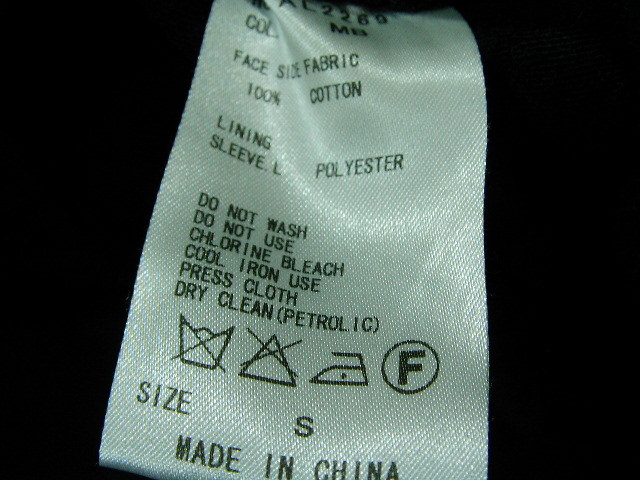 AL2269
COL MB
FACE SIDE FABRIC
100% COTTON
LINING
SLEEVE.L POLYESTER
DO NOT WASH
DO NOT USE
CHLORINE BLEACH
COOL IRON USE
PRESS CLOTH
DRY CLEAN(PETROLIC)
F
SIZE
S
MADE IN CHINA